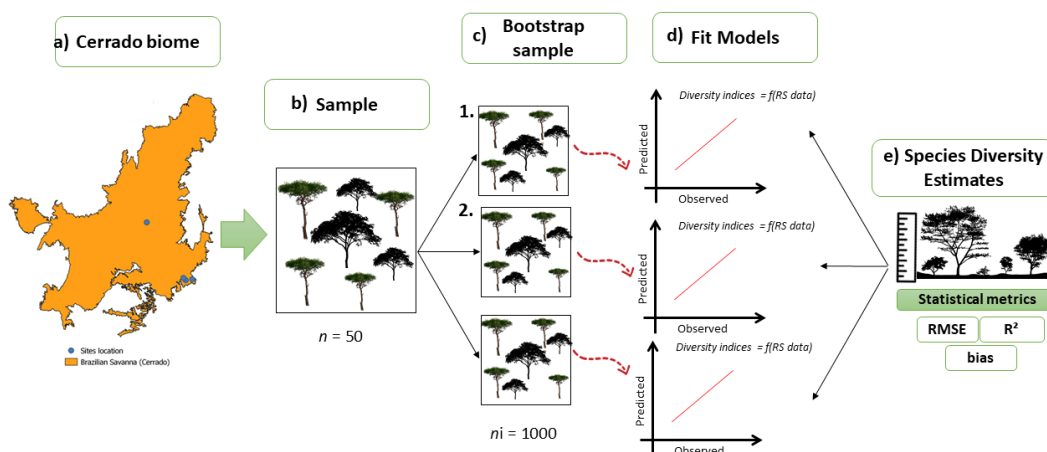 a) Cerrado biome
Sites location
Brazilian Savanna (Cerrado)
b) Sample
n = 50
c) Bootstrap
sample
1.
2.
ni = 1000
d) Fit Models
Diversity indices = f(RS data)
Predicted
Observed
Diversity indices = f(RS data)
Predicted
Observed
Diversity indices = f(RS data)
Predicted
Observed
e) Species Diversity
Estimates
Statistical metrics
RMSE
R²
bias